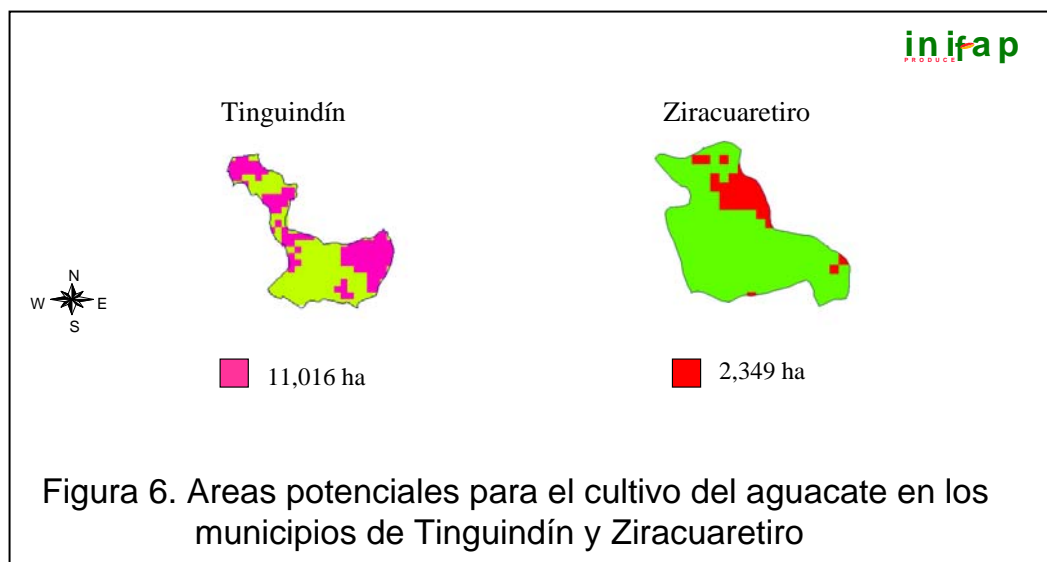 inifap
PRODUCE
Tinguindín
Ziracuaretiro
N
W E
S
11,016 ha
2,349 ha
Figura 6. Areas potenciales para el cultivo del aguacate en los
municipios de Tinguindín y Ziracuaretiro